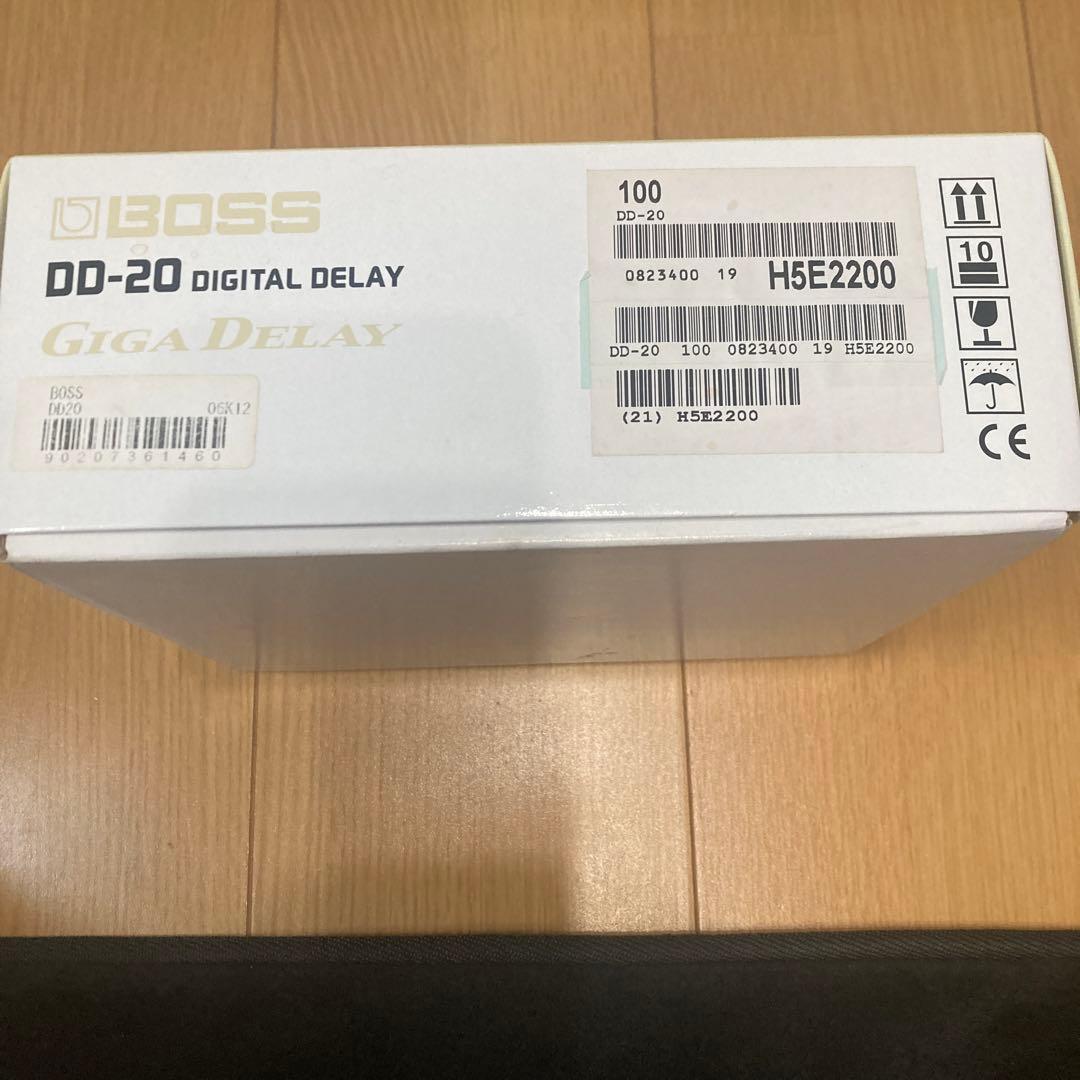 BOSS
DD-20 DIGITAL DELAY
GIGA DELAY
BOSS
DD20 06K12
90207361460
100
DD-20
0823400 19 H5E2200
DD-20 100 0823400 19 H5E2200
(21) H5E2200
10
CE